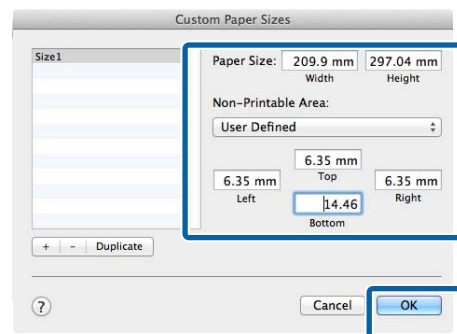 Custom Paper Sizes
Size1
Paper Size: 209.9 mm 297.04 mm
Width Height
Non-Printable Area:
User Defined
6.35 mm
Top
6.35 mm 6.35 mm
Left Right
14.46
Bottom
+ - Duplicate
? Cancel OK